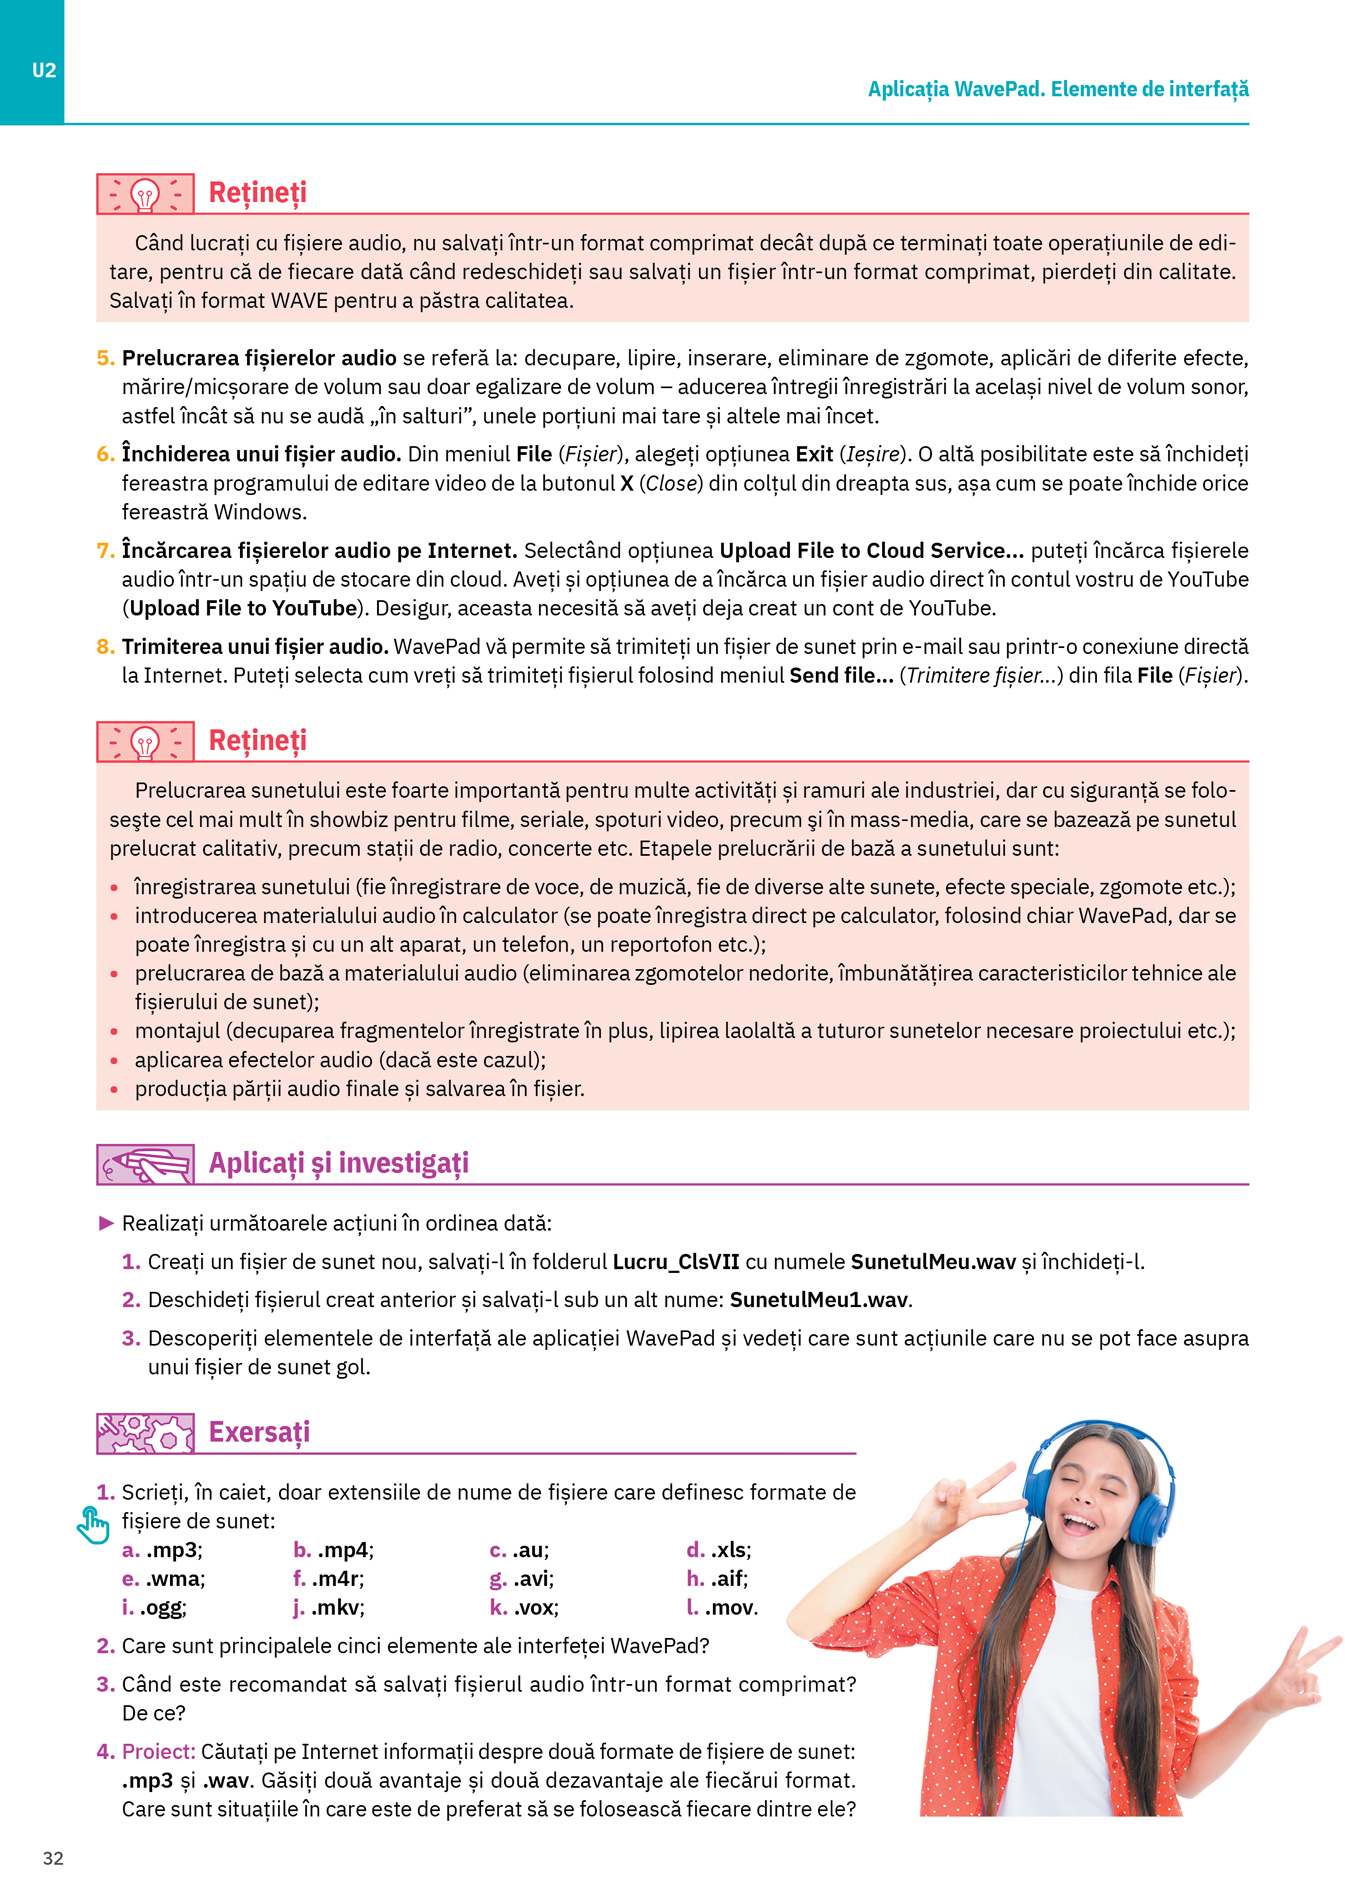 U2
Aplicația WavePad. Elemente de interfață
Rețineți
Când lucrați cu fișiere audio, nu salvați într-un format comprimat decât după ce terminați toate operațiunile de edi-
tare, pentru că de fiecare dată când redeschideți sau salvați un fișier într-un format comprimat, pierdeți din calitate.
Salvați în format WAVE pentru a păstra calitatea.
5. Prelucrarea fișierelor audio se referă la: decupare, lipire, inserare, eliminare de zgomote, aplicări de diferite efecte,
mărire/micșorare de volum sau doar egalizare de volum – aducerea întregii înregistrări la același nivel de volum sonor,
astfel încât să nu se audă „în salturi”, unele porțiuni mai tare și altele mai încet.
6. Închiderea unui fișier audio. Din meniul File (Fișier), alegeți opțiunea Exit (Ieșire). O altă posibilitate este să închideți
fereastra programului de editare video de la butonul X (Close) din colțul din dreapta sus, așa cum se poate închide orice
fereastră Windows.
7. Încărcarea fișierelor audio pe Internet. Selectând opțiunea Upload File to Cloud Service... puteți încărca fișierele
audio într-un spațiu de stocare din cloud. Aveți și opțiunea de a încărca un fișier audio direct în contul vostru de YouTube
(Upload File to YouTube). Desigur, aceasta necesită să aveți deja creat un cont de YouTube.
8. Trimiterea unui fișier audio. WavePad vă permite să trimiteți un fișier de sunet prin e-mail sau printr-o conexiune directă
la Internet. Puteți selecta cum vreți să trimiteți fișierul folosind meniul Send file... (Trimitere fișier...) din fila File (Fișier).
Rețineți
Prelucrarea sunetului este foarte importantă pentru multe activități și ramuri ale industriei, dar cu siguranță se folo-
seşte cel mai mult în showbiz pentru filme, seriale, spoturi video, precum şi în mass-media, care se bazează pe sunetul
prelucrat calitativ, precum stații de radio, concerte etc. Etapele prelucrării de bază a sunetului sunt:
• înregistrarea sunetului (fie înregistrare de voce, de muzică, fie de diverse alte sunete, efecte speciale, zgomote etc.);
• introducerea materialului audio în calculator (se poate înregistra direct pe calculator, folosind chiar WavePad, dar se
poate înregistra și cu un alt aparat, un telefon, un reportofon etc.);
• prelucrarea de bază a materialului audio (eliminarea zgomotelor nedorite, îmbunătățirea caracteristicilor tehnice ale
fișierului de sunet);
• montajul (decuparea fragmentelor înregistrate în plus, lipirea laolaltă a tuturor sunetelor necesare proiectului etc.);
• aplicarea efectelor audio (dacă este cazul);
• producția părții audio finale și salvarea în fișier.
Aplicați și investigați
► Realizați următoarele acțiuni în ordinea dată:
1. Creați un fișier de sunet nou, salvați-l în folderul Lucru_ClsVII cu numele SunetulMeu.wav și închideți-l.
2. Deschideți fișierul creat anterior și salvați-l sub un alt nume: SunetulMeu1.wav.
3. Descoperiți elementele de interfață ale aplicației WavePad și vedeți care sunt acțiunile care nu se pot face asupra
unui fișier de sunet gol.
Exersați
1. Scrieți, în caiet, doar extensiile de nume de fișiere care definesc formate de
fișiere de sunet:
a. .mp3; b. .mp4; c. .au; d. .xls;
e. .wma; f. .m4r; g. .avi; h. .aif;
i. .ogg; j. .mkv; k. .vox; l. .mov.
2. Care sunt principalele cinci elemente ale interfeței WavePad?
3. Când este recomandat să salvați fișierul audio într-un format comprimat?
De ce?
4. Proiect: Căutați pe Internet informații despre două formate de fișiere de sunet:
.mp3 și .wav. Găsiți două avantaje și două dezavantaje ale fiecărui format.
Care sunt situațiile în care este de preferat să se folosească fiecare dintre ele?
32